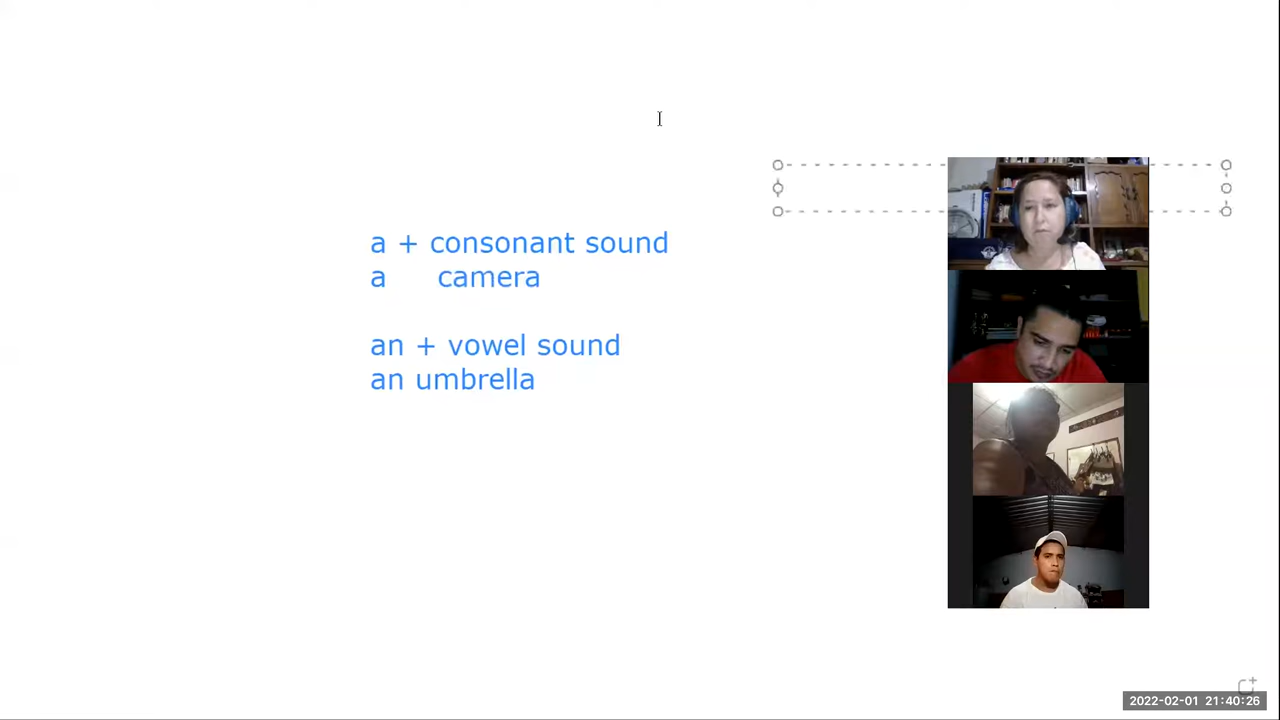 a + consonant sound
a camera
an + vowel sound
an umbrella
2022-02-01 21:40:26